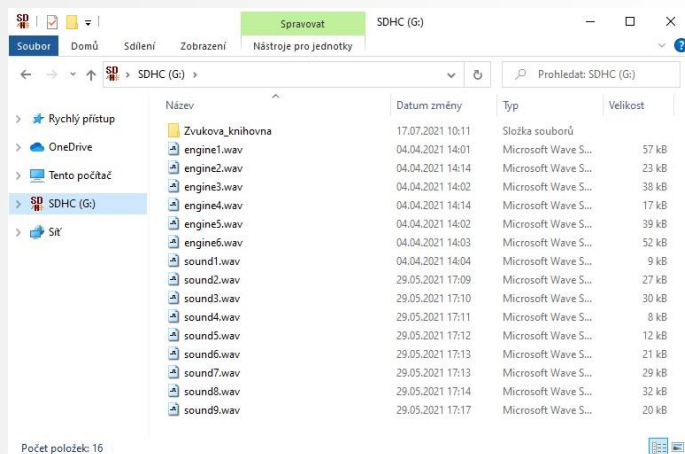 Spravovat SDHC (G:)
Soubor Domů Sdílení Zobrazení Nástroje pro jednotky
SDHC (G:) Prohledat: SDHC (G:)
Rychlý přístup
OneDrive
Tento počítač
SDHC (G:)
Síť
Název Datum změny Typ Velikost
Zvukova_knihovna 17.07.2021 10:11 Složka souborů
engine1.wav 04.04.2021 14:01 Microsoft Wave S... 57 kB
engine2.wav 04.04.2021 14:14 Microsoft Wave S... 23 kB
engine3.wav 04.04.2021 14:02 Microsoft Wave S... 38 kB
engine4.wav 04.04.2021 14:14 Microsoft Wave S... 17 kB
engine5.wav 04.04.2021 14:02 Microsoft Wave S... 39 kB
engine6.wav 04.04.2021 14:03 Microsoft Wave S... 52 kB
sound1.wav 04.04.2021 14:04 Microsoft Wave S... 9 kB
sound2.wav 29.05.2021 17:09 Microsoft Wave S... 27 kB
sound3.wav 29.05.2021 17:10 Microsoft Wave S... 30 kB
sound4.wav 29.05.2021 17:11 Microsoft Wave S... 8 kB
sound5.wav 29.05.2021 17:12 Microsoft Wave S... 12 kB
sound6.wav 29.05.2021 17:13 Microsoft Wave S... 21 kB
sound7.wav 29.05.2021 17:13 Microsoft Wave S... 29 kB
sound8.wav 29.05.2021 17:14 Microsoft Wave S... 32 kB
sound9.wav 29.05.2021 17:17 Microsoft Wave S... 20 kB
Počet položek: 16